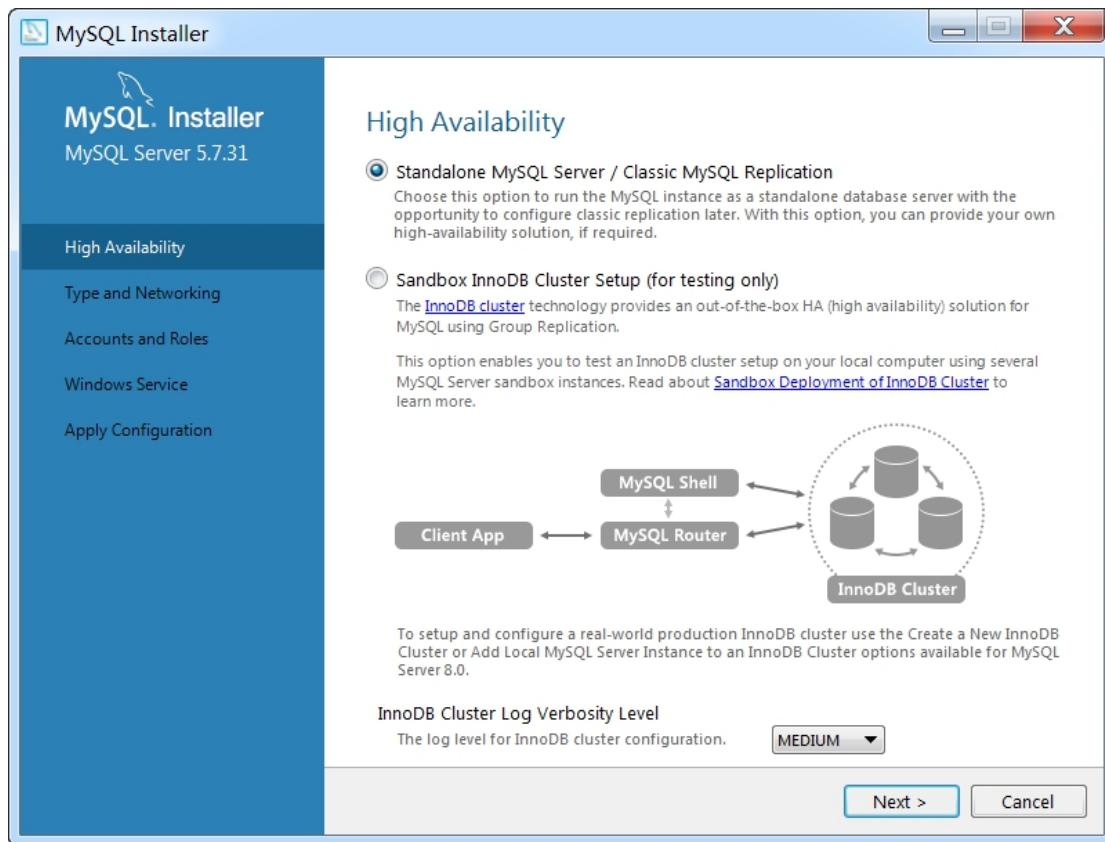 MySQL Installer
MySQL. Installer
MySQL Server 5.7.31
High Availability
Type and Networking
Accounts and Roles
Windows Service
Apply Configuration
High Availability
Standalone MySQL Server / Classic MySQL Replication
Choose this option to run the MySQL instance as a standalone database server with the
opportunity to configure classic replication later. With this option, you can provide your own
high-availability solution, if required.
Sandbox InnoDB Cluster Setup (for testing only)
The InnoDB cluster technology provides an out-of-the-box HA (high availability) solution for
MySQL using Group Replication.
This option enables you to test an InnoDB cluster setup on your local computer using several
MySQL Server sandbox instances. Read about Sandbox Deployment of InnoDB Cluster to
learn more.
MySQL Shell
Client App
MySQL Router
InnoDB Cluster
To setup and configure a real-world production InnoDB cluster use the Create a New InnoDB
Cluster or Add Local MySQL Server Instance to an InnoDB Cluster options available for MySQL
Server 8.0.
InnoDB Cluster Log Verbosity Level
The log level for InnoDB cluster configuration.
MEDIUM
Next >
Cancel